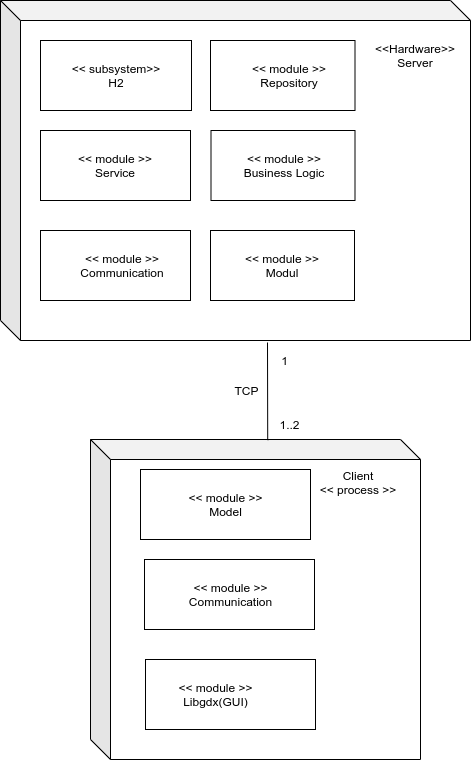 <<Hardware>>
Server
<< subsystem>>
H2
<< module >>
Repository
<< module >>
Service
<< module >>
Business Logic
<< module >>
Communication
<< module >>
Modul
1
TCP
1..2
Client
<< process >>
<< module >>
Model
<< module >>
Communication
<< module >>
Libgdx(GUI)